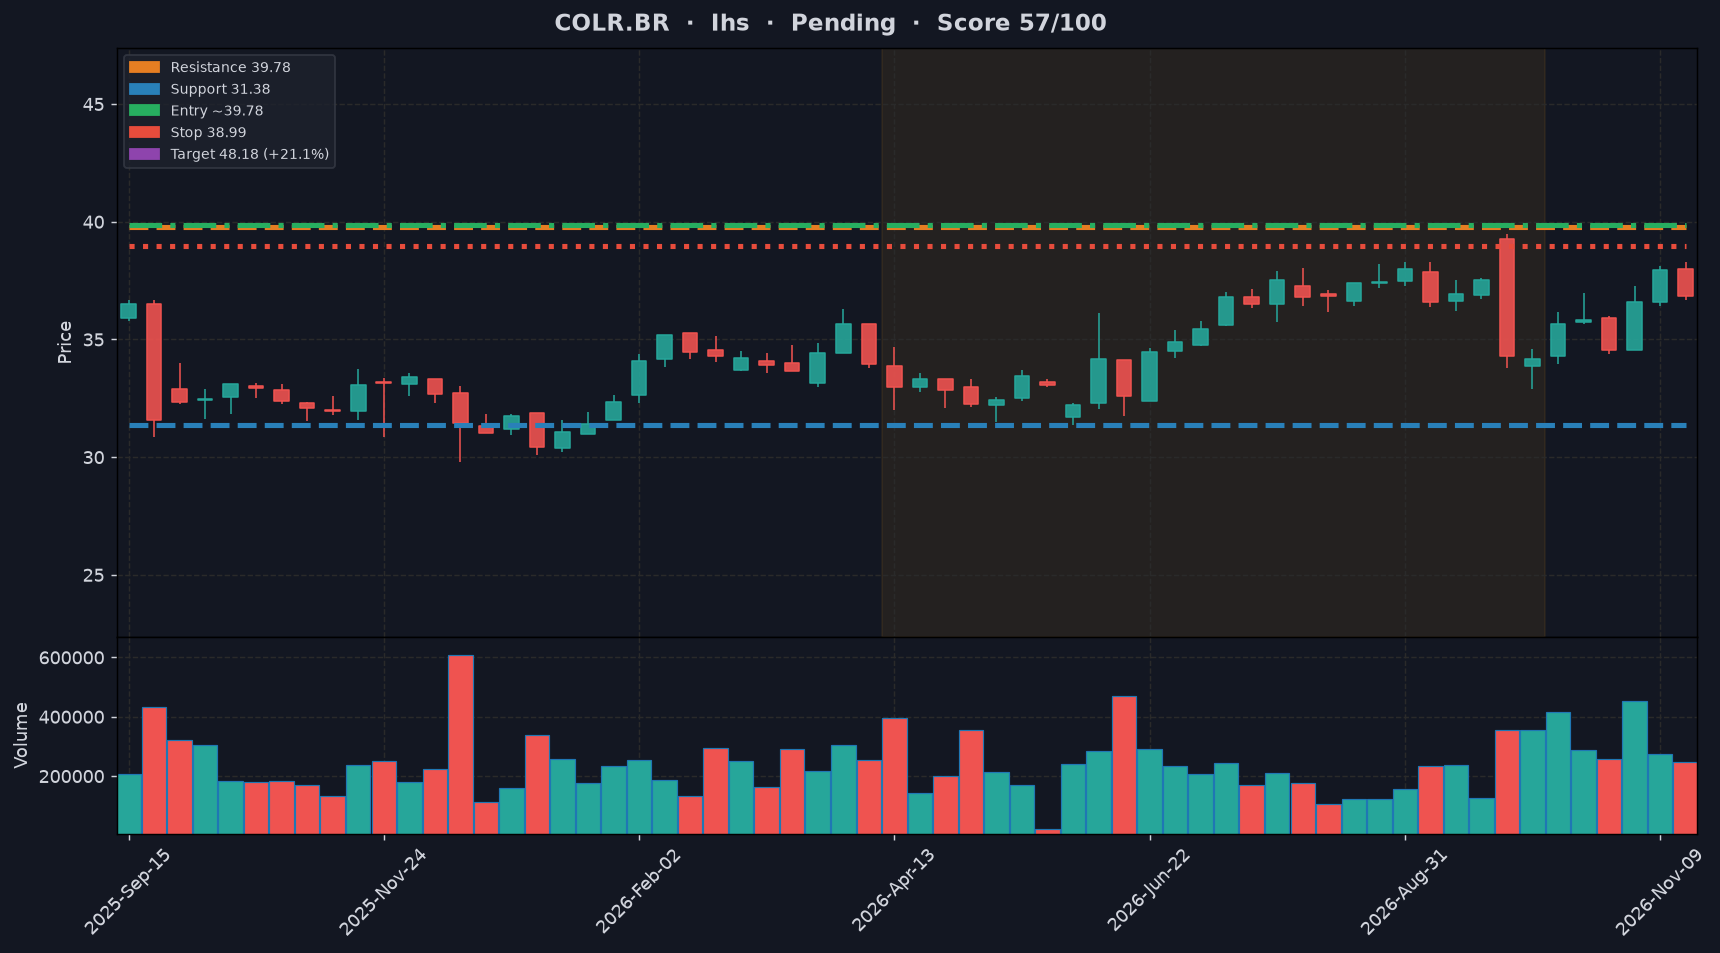 COLR.BR · Ihs · Pending · Score 57/100
Resistance 39.78
Support 31.38
Entry ~39.78
Stop 38.99
Target 48.18 (+21.1%)
Price
45
40
35
30
25
Volume
600000
400000
200000
2025-Sep-15
2025-Nov-24
2026-Feb-02
2026-Apr-13
2026-Jun-22
2026-Aug-31
2026-Nov-09